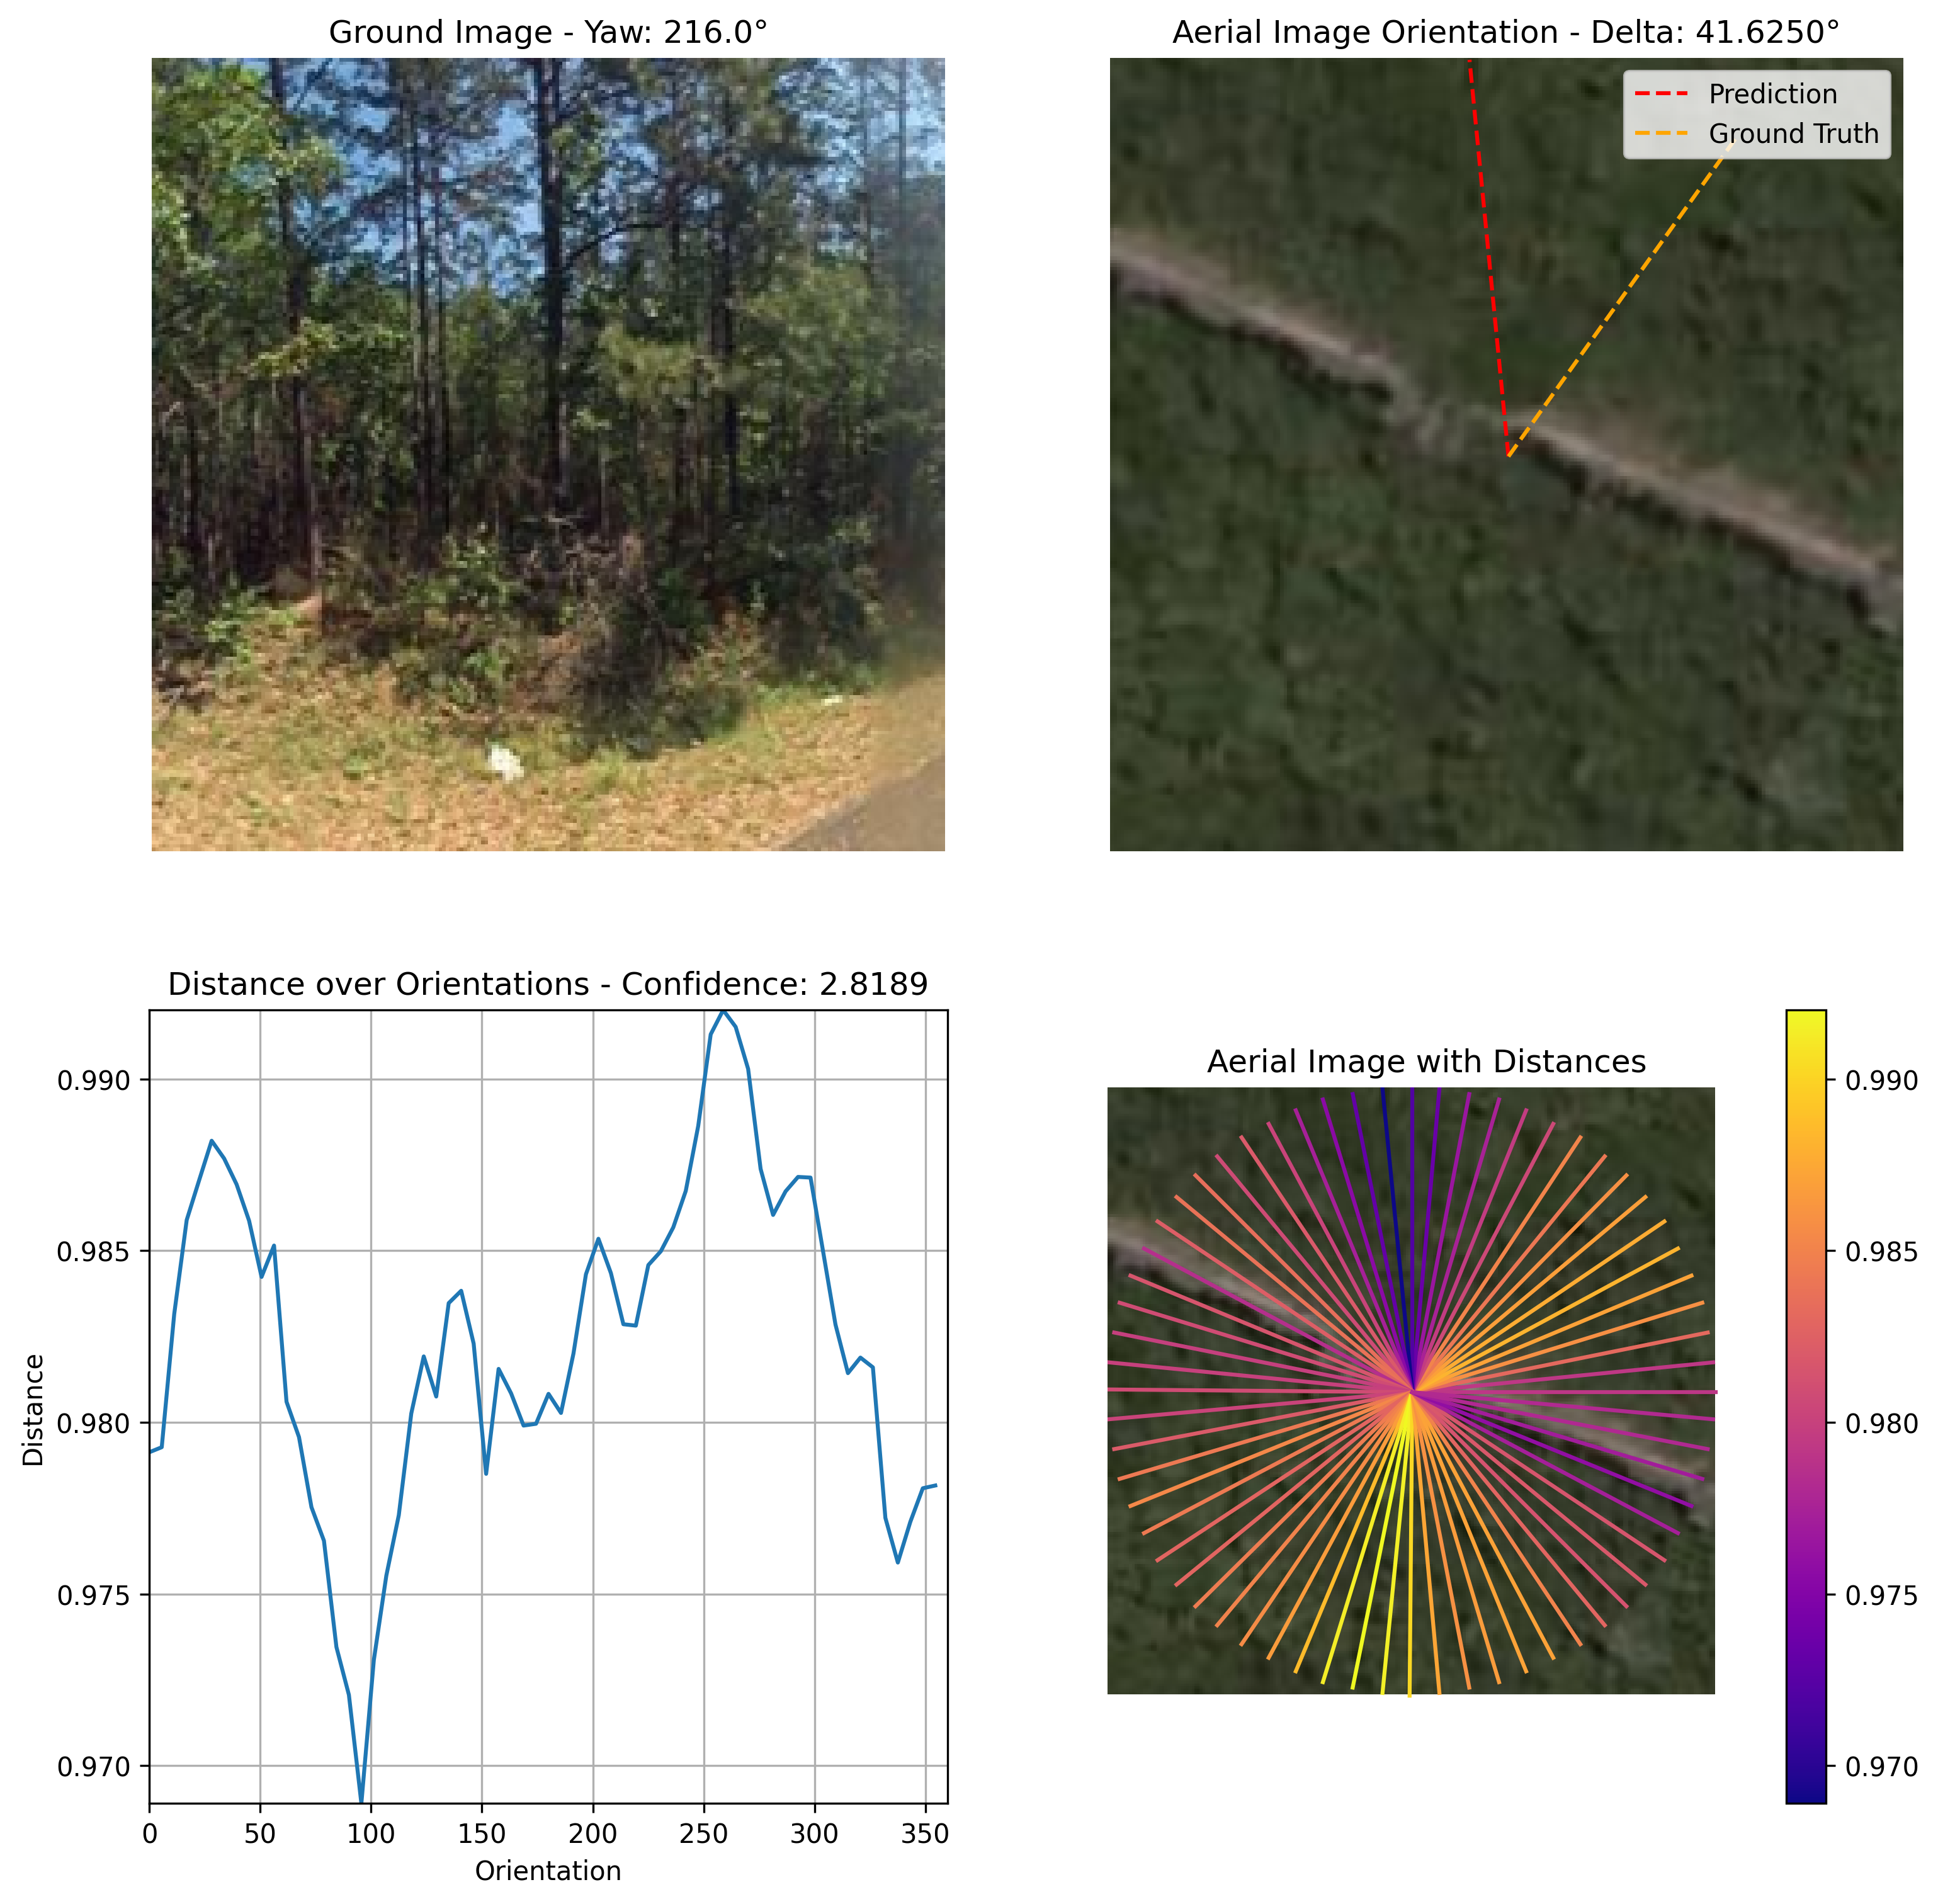 Ground Image - Yaw: 216.0°
Aerial Image Orientation - Delta: 41.6250°
Prediction
Ground Truth
Distance over Orientations - Confidence: 2.8189
0.990
0.985
0.980
0.975
0.970
Distance
0
50
100
150
200
250
300
350
Orientation
Aerial Image with Distances
0.990
0.985
0.980
0.975
0.970